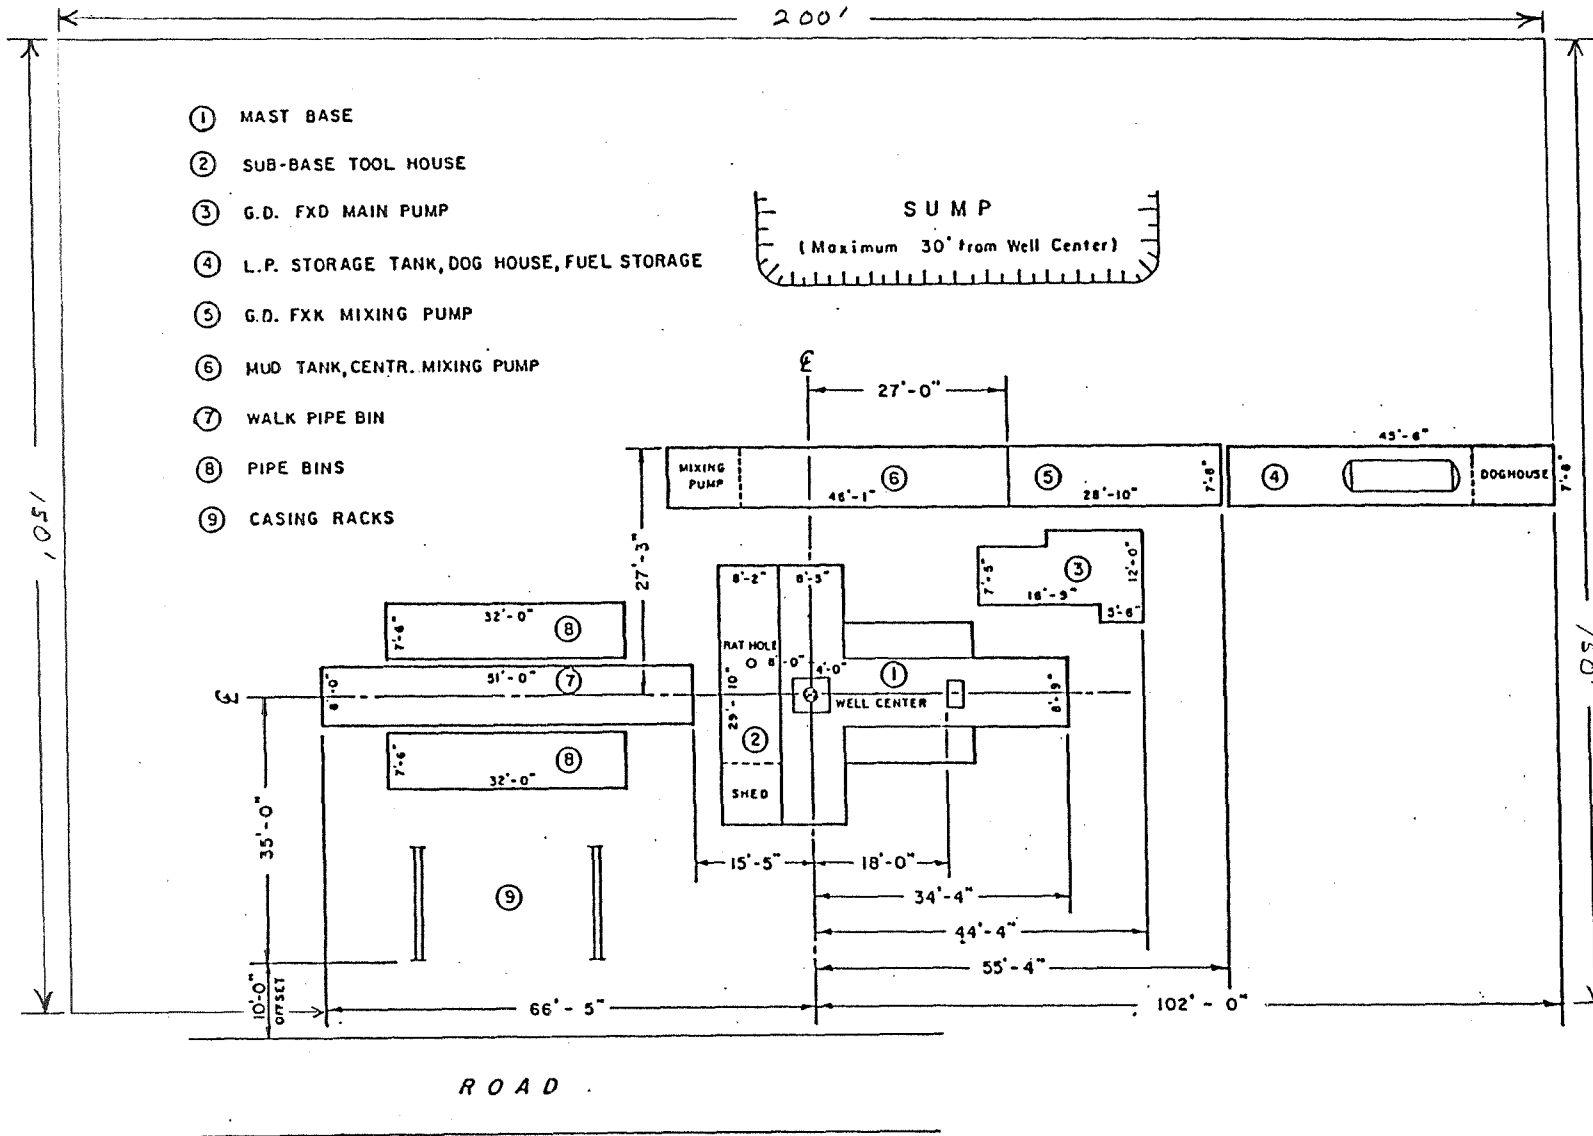 200'
① MAST BASE
② SUB-BASE TOOL HOUSE
③ G.D. FXD MAIN PUMP
④ L.P. STORAGE TANK, DOG HOUSE, FUEL STORAGE
⑤ G.D. FXK MIXING PUMP
⑥ MUD TANK, CENTR. MIXING PUMP
⑦ WALK PIPE BIN
⑧ PIPE BINS
⑨ CASING RACKS
SUMP
(Maximum 30' from Well Center)
150'
150'
℄
27'-0"
45'-6"
MIXING
PUMP
⑥
46'-1"
⑤
28'-10"
7'-8"
④
DOGHOUSE
7'-8"
27'-3"
8'-2"
8'-5"
7'-5"
③
12'-0"
16'-9"
5'-6"
32'-0"
⑧
7'-6"
RAT HOLE
8'-0"
4'-0"
①
WELL CENTER
8'-9"
℄
8'-0"
51'-0"
⑦
29'-10"
②
SHED
7'-6"
⑧
32'-0"
35'-0"
15'-5"
18'-0"
⑨
34'-4"
44'-4"
55'-4"
10'-0"
OFFSET
66'-5"
102'-0"
ROAD